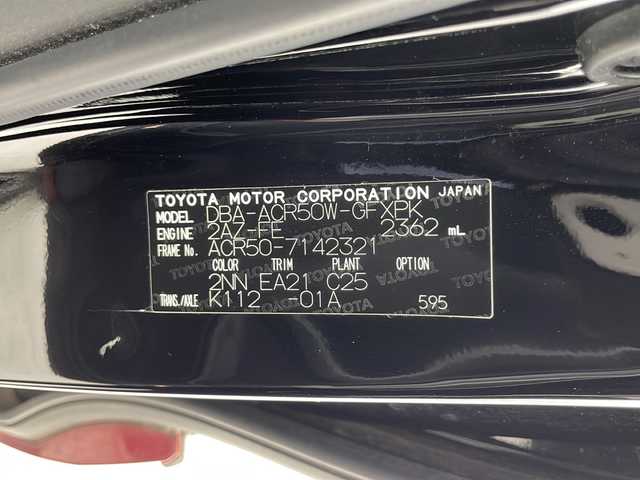 TOYOTA MOTOR CORPORATION JAPAN
MODEL DBA-ACR50W-GFXPK
ENGINE 2AZ-FE 2362 mL
FRAME No. ACR50-7142321
COLOR TRIM PLANT OPTION
2NN EA21 C25
TRANS./AXLE K112 -01A 595